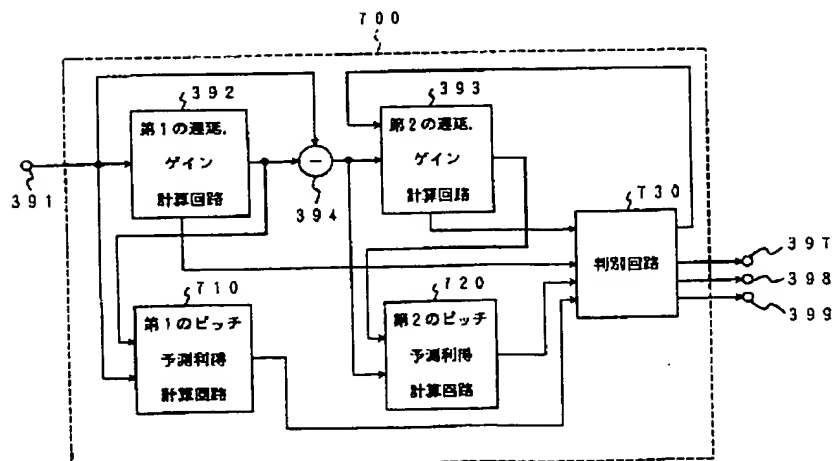 700
392
第1の遅延,
ゲイン
計算回路
393
第2の遅延,
ゲイン
計算回路
391
−
394
730
判別回路
397
398
399
710
第1のピッチ
予測利得
計算回路
720
第2のピッチ
予測利得
計算回路